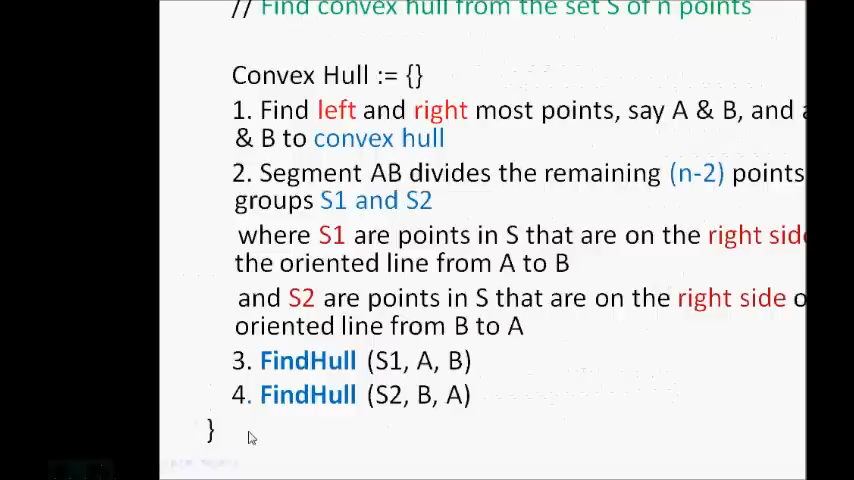 // Find convex hull from the set S of n points
Convex Hull := {}
1. Find left and right most points, say A & B, and
& B to convex hull
2. Segment AB divides the remaining (n-2) points
groups S1 and S2
where S1 are points in S that are on the right side
the oriented line from A to B
and S2 are points in S that are on the right side
oriented line from B to A
3. FindHull (S1, A, B)
4. FindHull (S2, B, A)
}